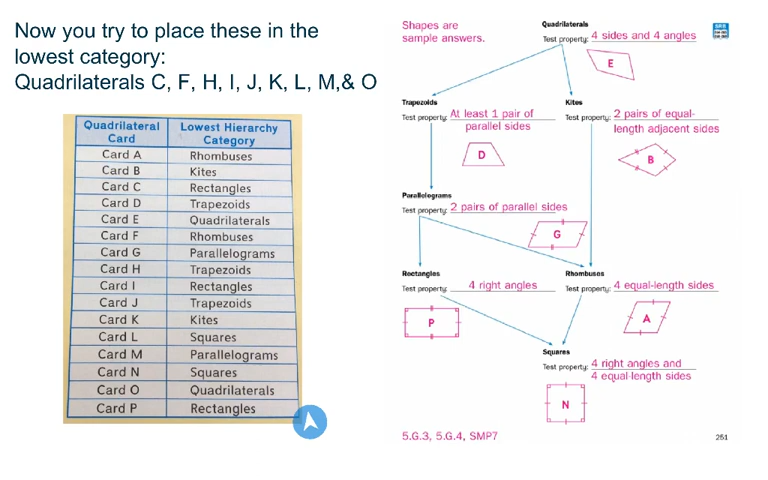 Now you try to place these in the
lowest category:
Quadrilaterals C, F, H, I, J, K, L, M,& O
Quadrilateral Card Lowest Hierarchy Category
Card A Rhombuses
Card B Kites
Card C Rectangles
Card D Trapezoids
Card E Quadrilaterals
Card F Rhombuses
Card G Parallelograms
Card H Trapezoids
Card I Rectangles
Card J Trapezoids
Card K Kites
Card L Squares
Card M Parallelograms
Card N Squares
Card O Quadrilaterals
Card P Rectangles
Shapes are
sample answers.
Quadrilaterals
Test property: 4 sides and 4 angles
SRB
E
Trapezoids
Test property: At least 1 pair of
parallel sides
D
Kites
Test property: 2 pairs of equal-
length adjacent sides
B
Parallelograms
Test property: 2 pairs of parallel sides
G
Rectangles
Test property: 4 right angles
P
Rhombuses
Test property: 4 equal-length sides
A
Squares
Test property: 4 right angles and
4 equal-length sides
N
5.G.3, 5.G.4, SMP7
251